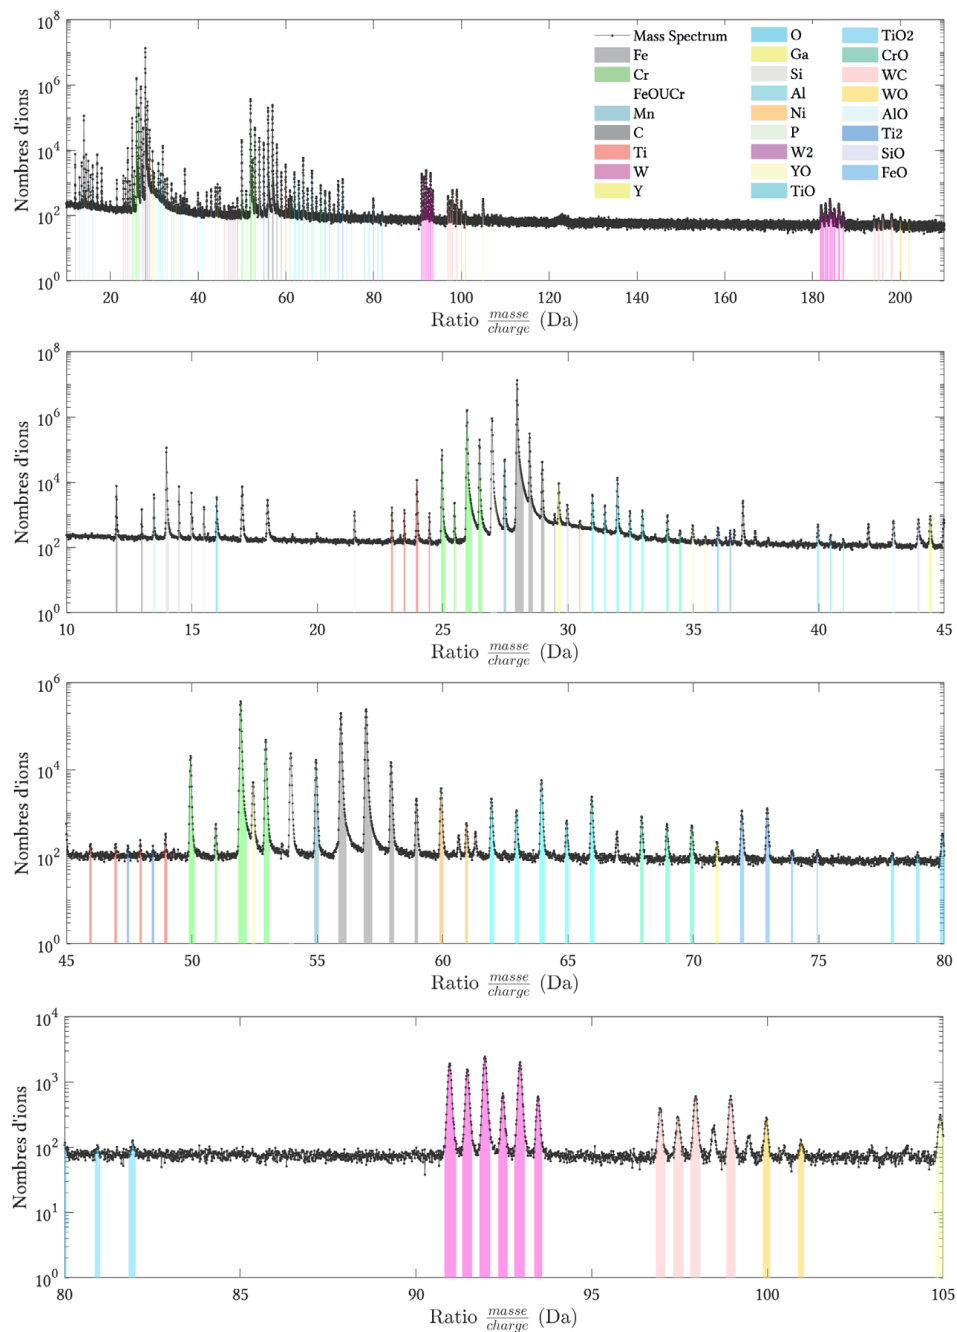 Nombres d'ions
10^8
10^6
10^4
10^2
10^0
Mass Spectrum
Fe
Cr
FeOUCr
Mn
C
Ti
W
Y
O
Ga
Si
Al
Ni
P
W2
YO
TiO
TiO2
CrO
WC
WO
AlO
Ti2
SiO
FeO
20 40 60 80 100 120 140 160 180 200
Ratio masse/charge (Da)
Nombres d'ions
10^8
10^6
10^4
10^2
10^0
10 15 20 25 30 35 40 45
Ratio masse/charge (Da)
Nombres d'ions
10^6
10^4
10^2
10^0
45 50 55 60 65 70 75 80
Ratio masse/charge (Da)
Nombres d'ions
10^4
10^3
10^2
10^1
10^0
80 85 90 95 100 105
Ratio masse/charge (Da)